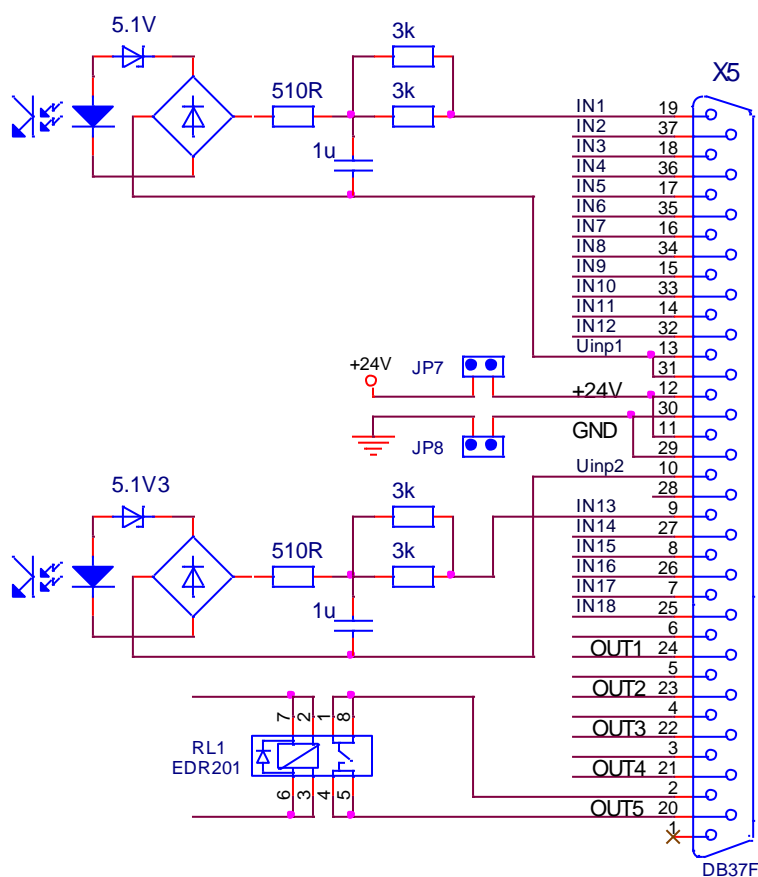 5.1V
3k
X5
510R
3k
1u
IN1 19
IN2 37
IN3 18
IN4 36
IN5 17
IN6 35
IN7 16
IN8 34
IN9 15
IN10 33
IN11 14
IN12 32
Uinp1 13
31
+24V JP7
+24V 12
30
GND 11
JP8
29
Uinp2 10
28
5.1V3
3k
IN13 9
IN14 27
510R
3k
IN15 8
IN16 26
IN17 7
1u
IN18 25
6
OUT1 24
5
OUT2 23
4
7 2 1 8
OUT3 22
RL1
EDR201
3
OUT4 21
6 3 4 5
2
OUT5 20
1
DB37F